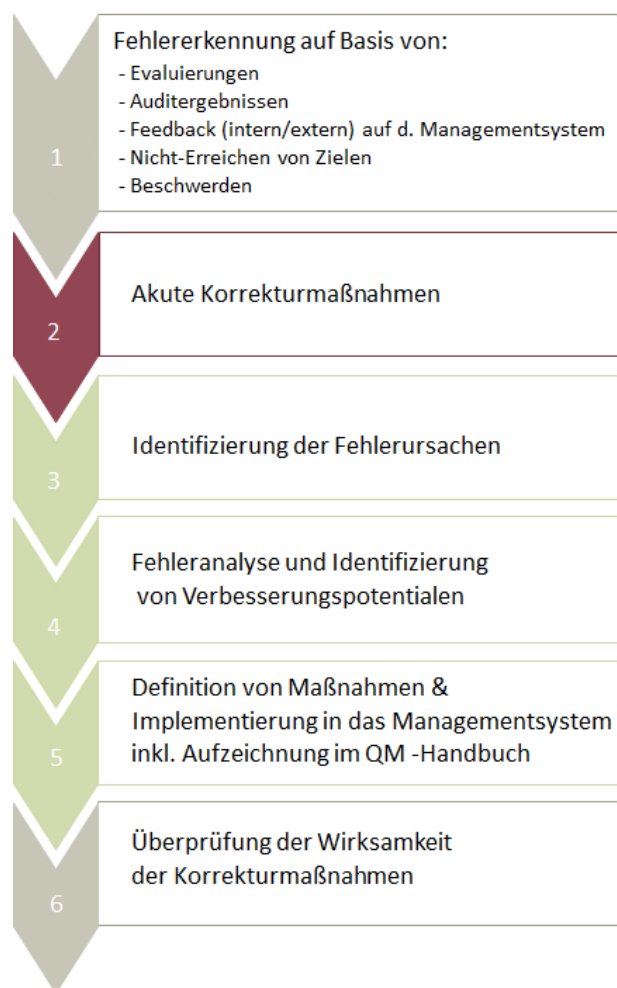 Fehlererkennung auf Basis von:
- Evaluierungen
- Auditergebnissen
- Feedback (intern/extern) auf d. Managementsystem
- Nicht-Erreichen von Zielen
- Beschwerden
1
Akute Korrekturmaßnahmen
2
Identifizierung der Fehlerursachen
3
Fehleranalyse und Identifizierung
von Verbesserungspotentialen
4
Definition von Maßnahmen &
Implementierung in das Managementsystem
inkl. Aufzeichnung im QM -Handbuch
5
Überprüfung der Wirksamkeit
der Korrekturmaßnahmen
6